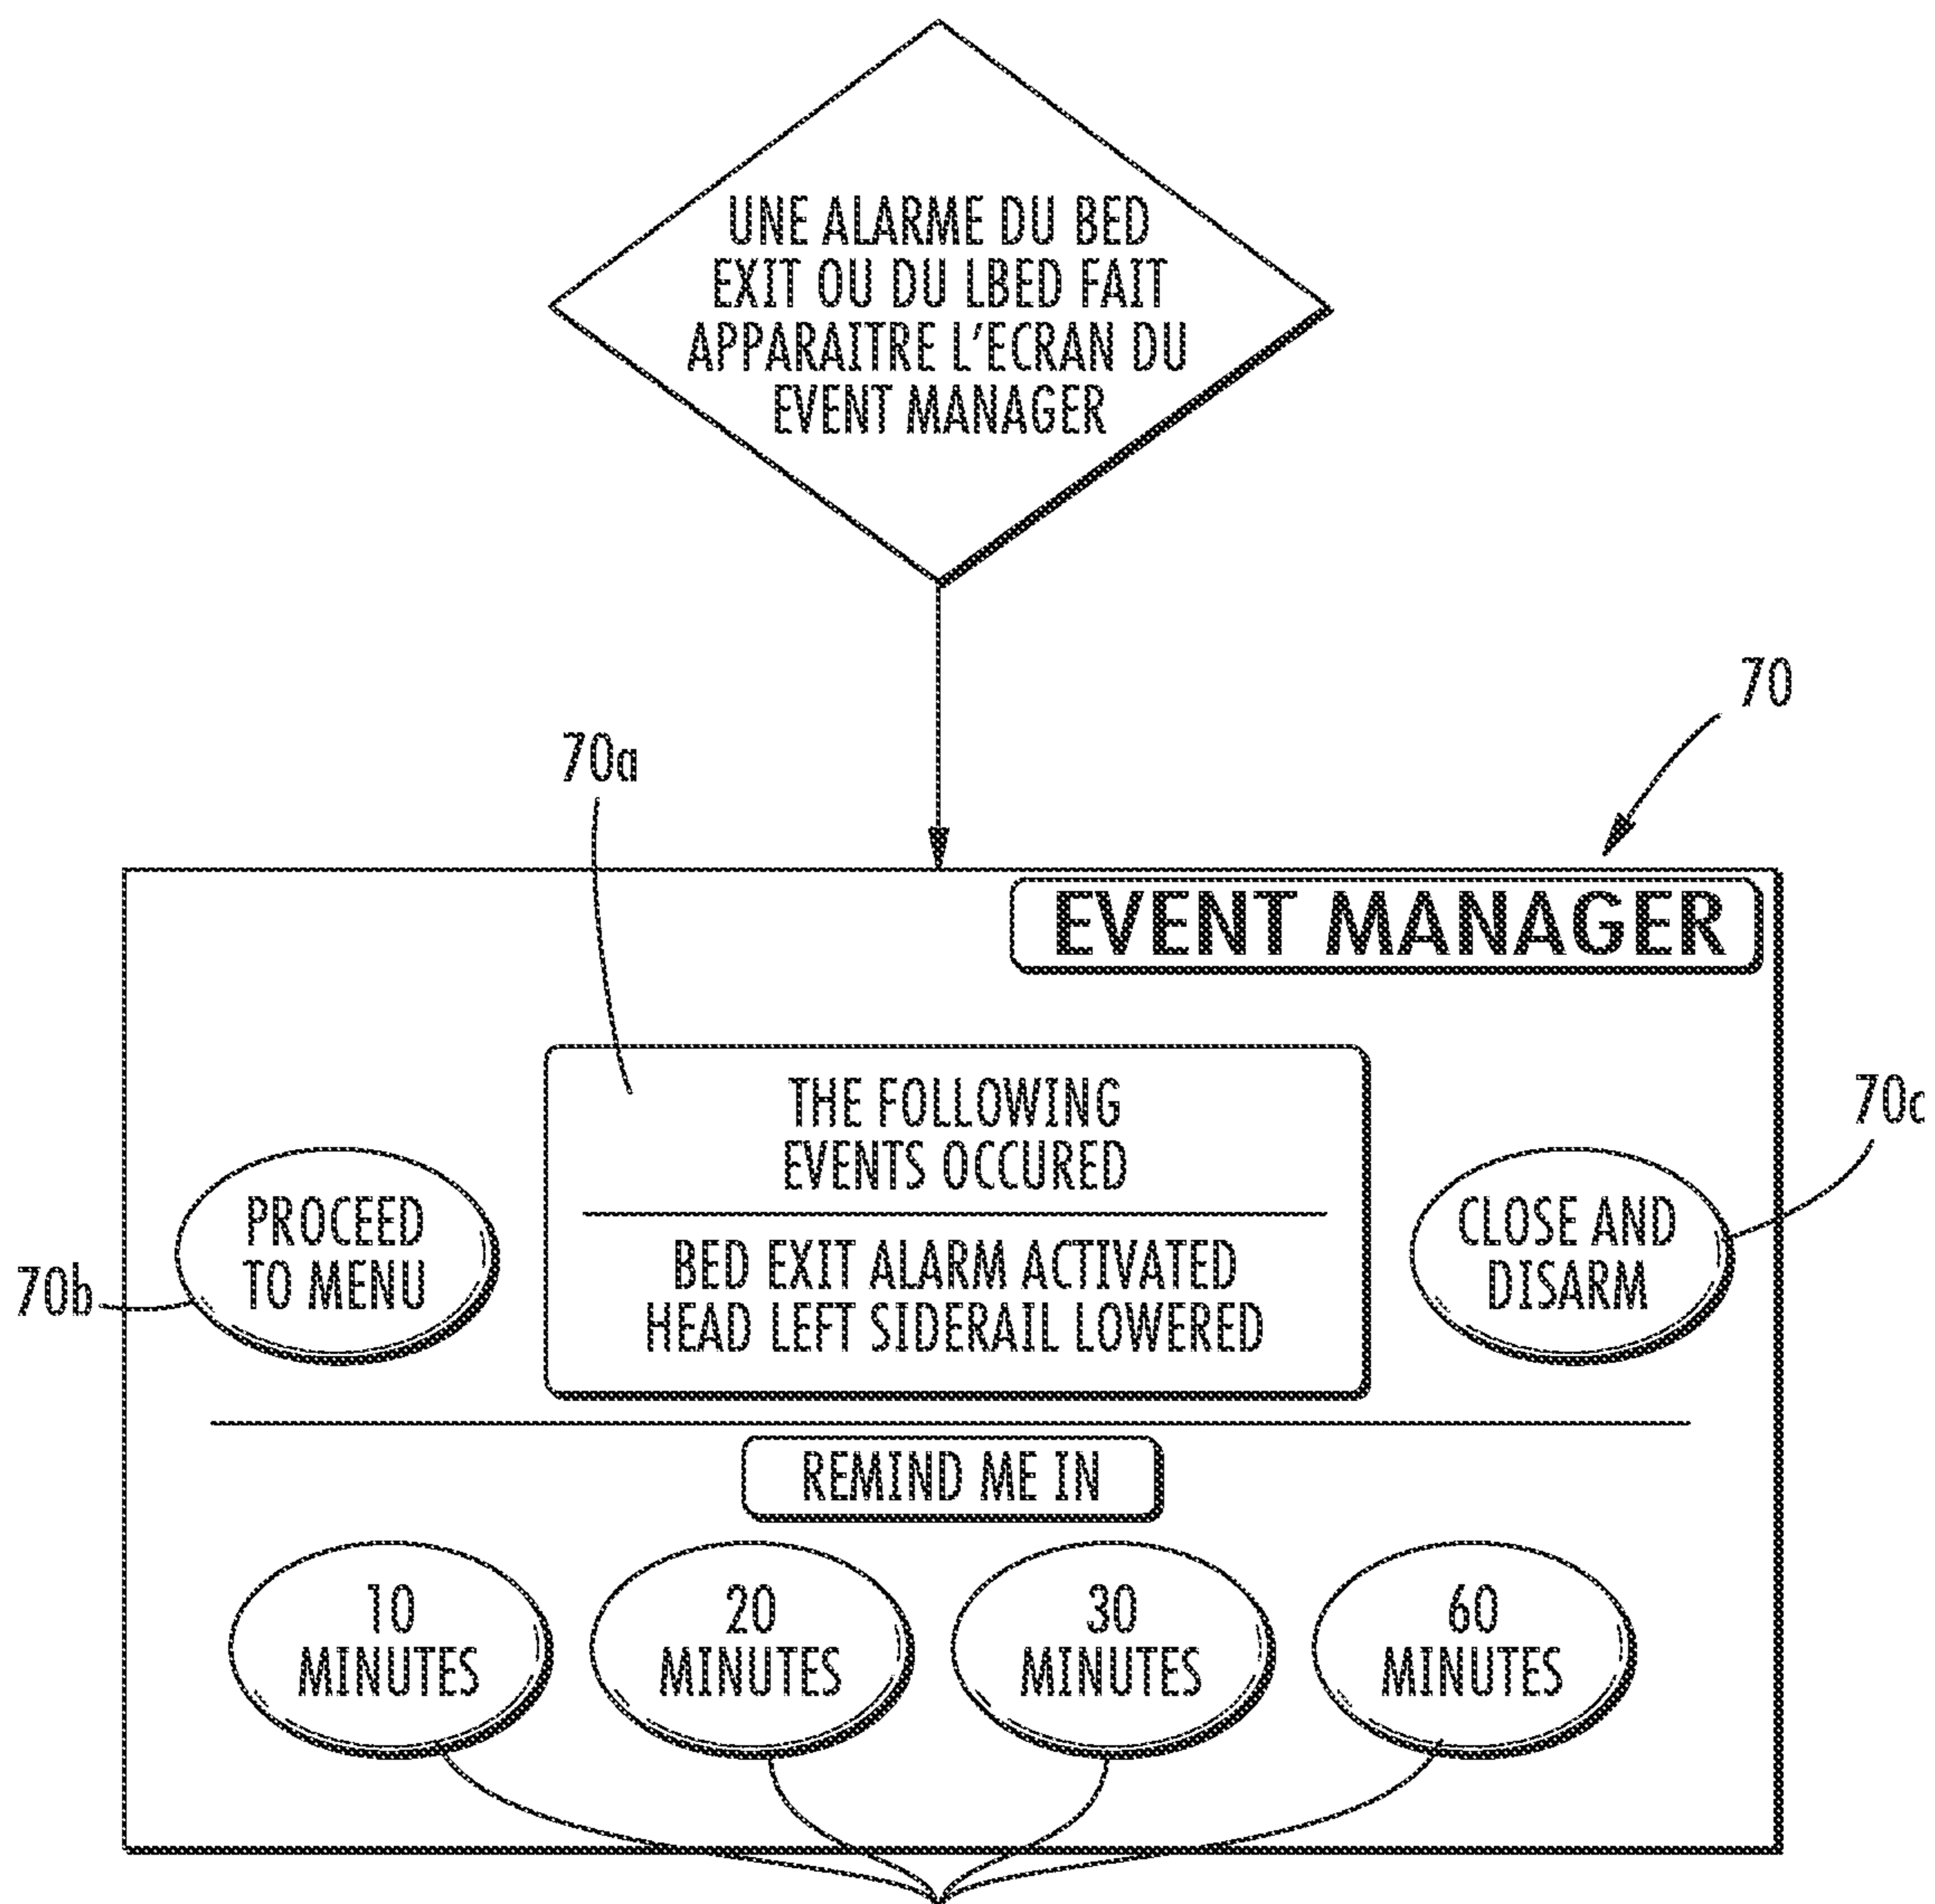 UNE ALARME DU BED
EXIT OU DU LBED FAIT
APPARAITRE L'ECRAN DU
EVENT MANAGER
70
70a
EVENT MANAGER
THE FOLLOWING
EVENTS OCCURED
70c
PROCEED
TO MENU
CLOSE AND
DISARM
BED EXIT ALARM ACTIVATED
HEAD LEFT SIDERAIL LOWERED
70b
REMIND ME IN
10
MINUTES
20
MINUTES
30
MINUTES
60
MINUTES